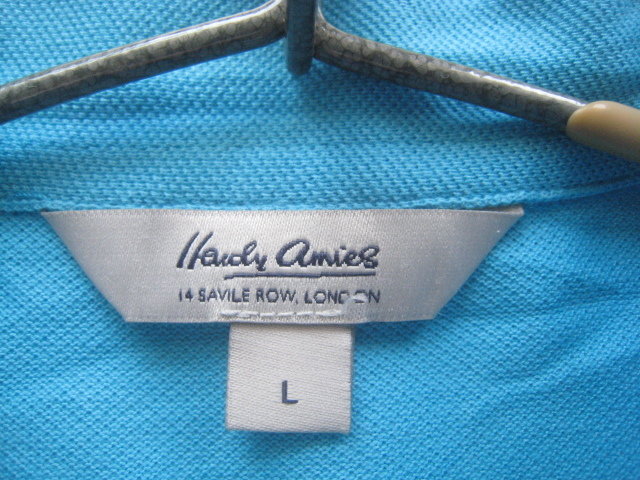 Hardy Amies
14 SAVILE ROW, LONDON
L